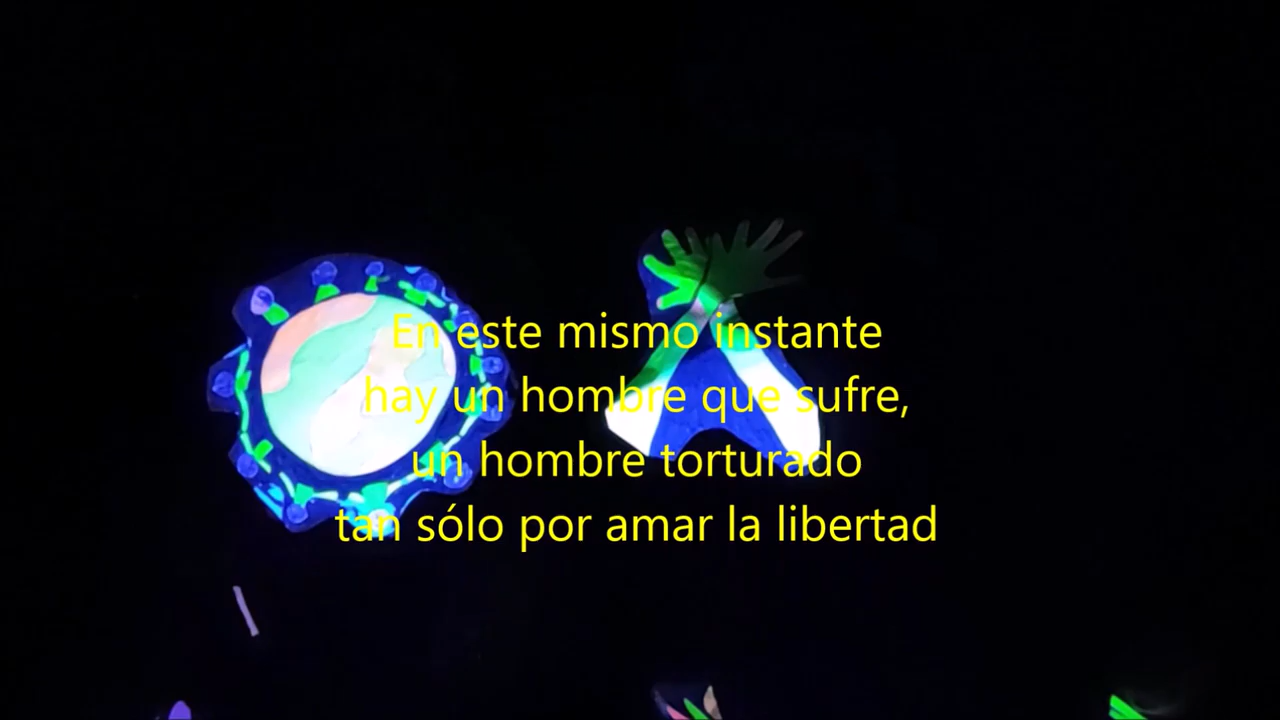 En este mismo instante
hay un hombre que sufre,
un hombre torturado
tan sólo por amar la libertad